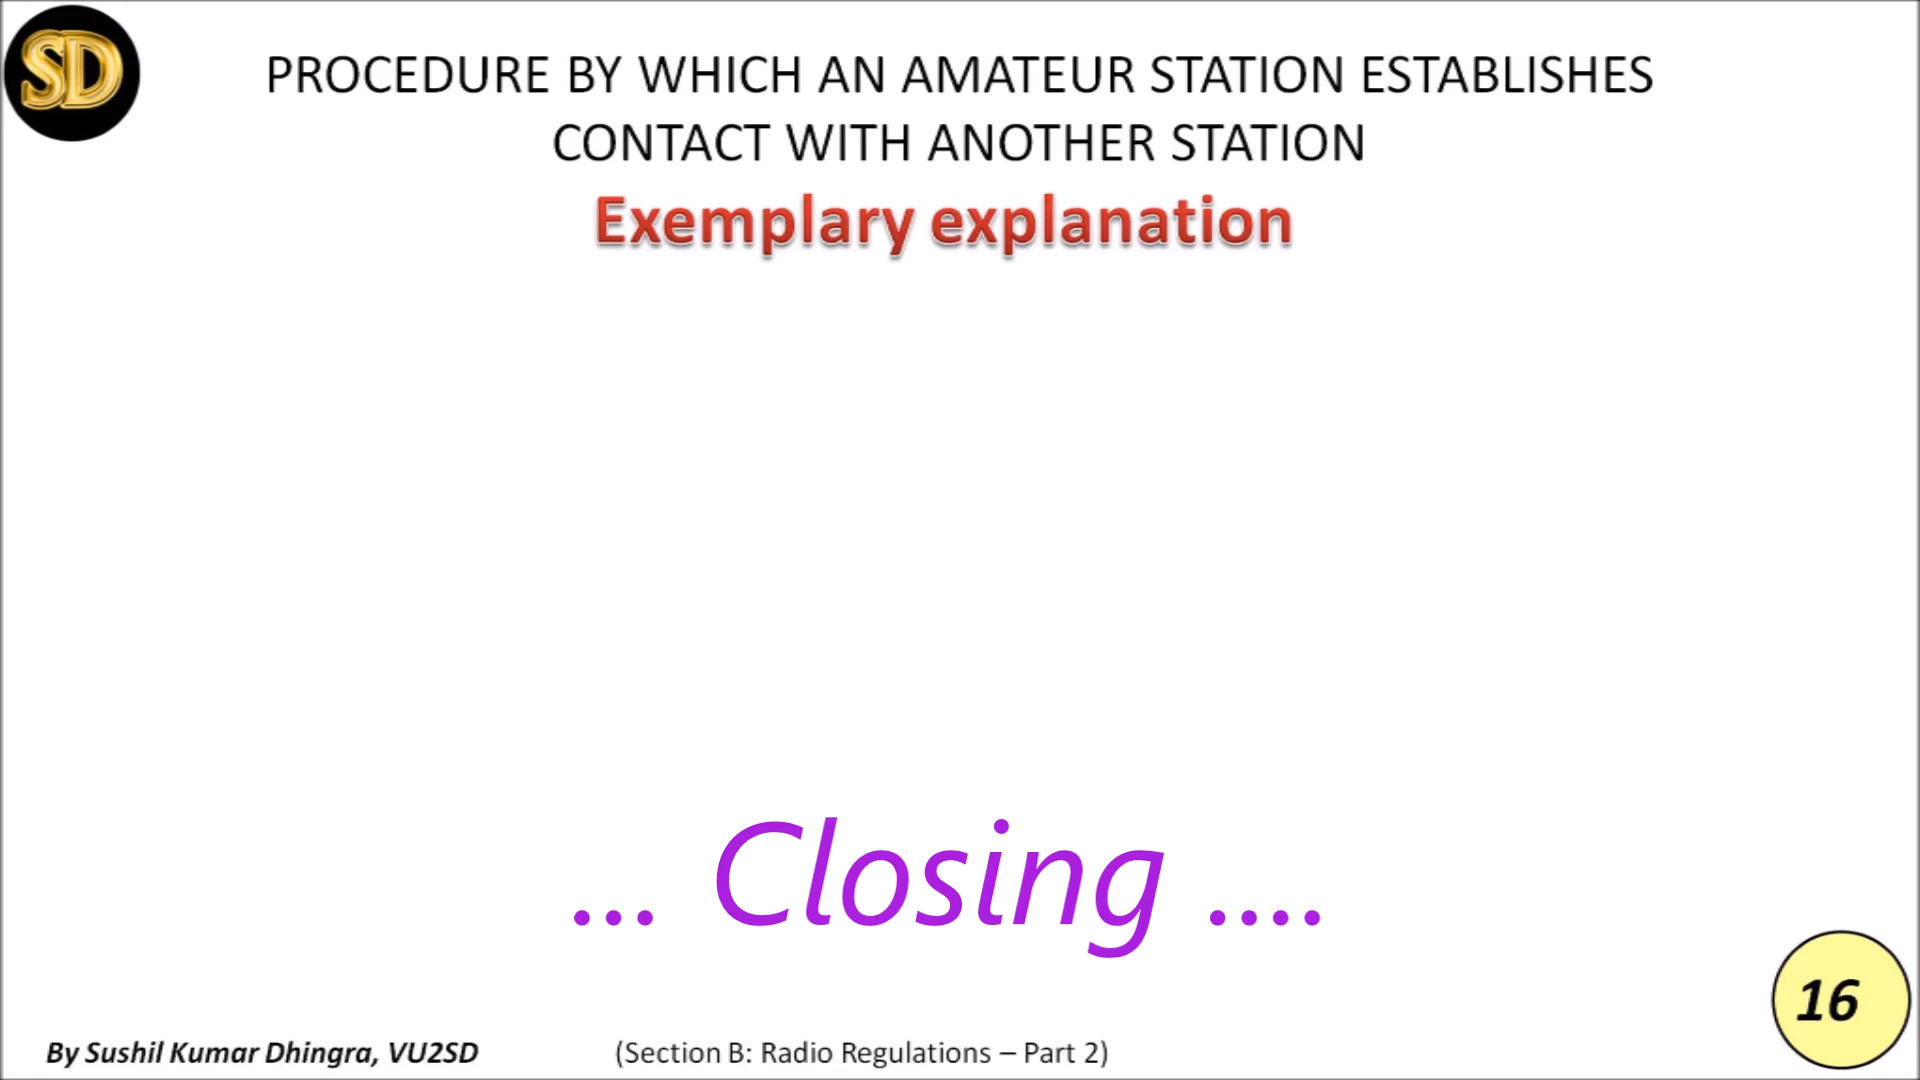 SD
PROCEDURE BY WHICH AN AMATEUR STATION ESTABLISHES
CONTACT WITH ANOTHER STATION
Exemplary explanation
... Closing ....
16
By Sushil Kumar Dhingra, VU2SD
(Section B: Radio Regulations – Part 2)